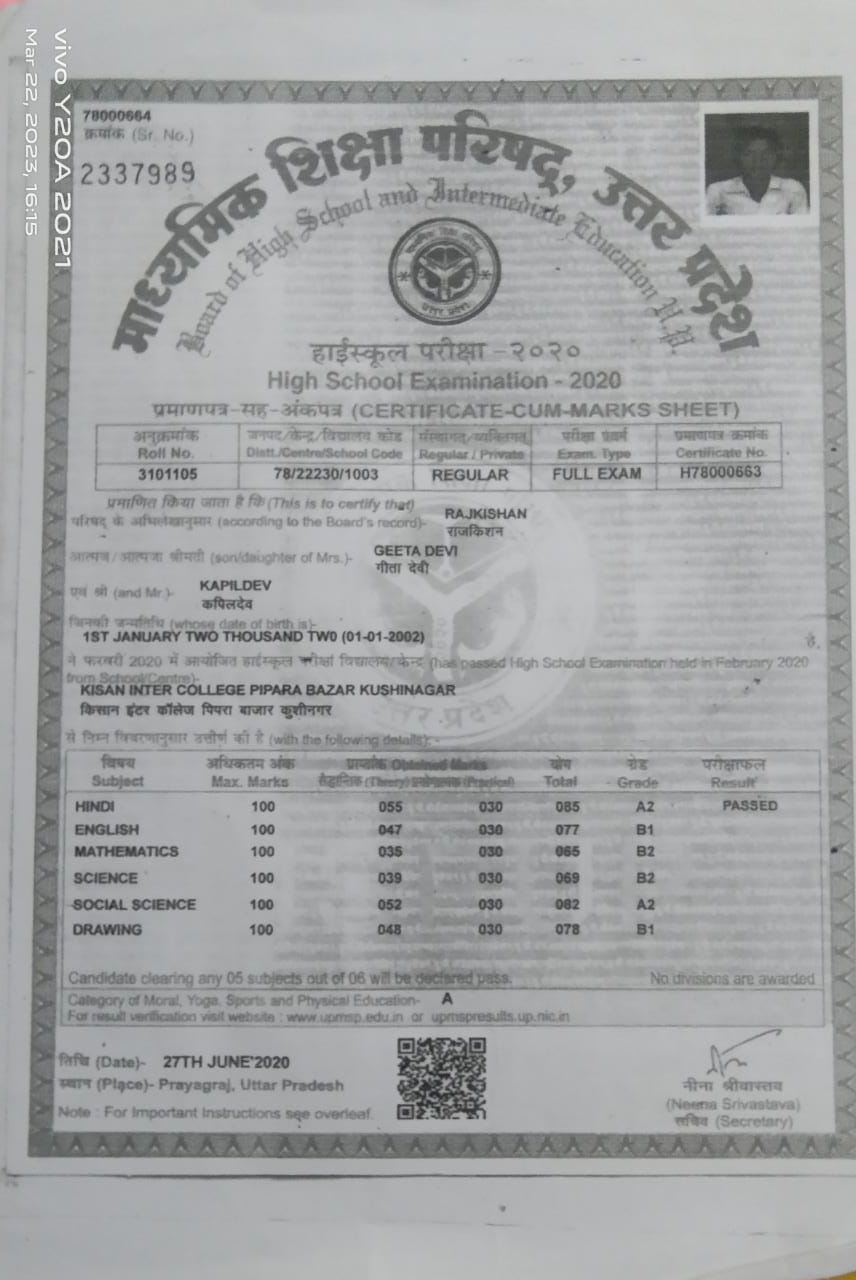 vivo Y20A 2021
Mar 22, 2023, 16:15
78000664
क्रमांक (Sr. No.)
2337989
माध्यमिक शिक्षा परिषद्, उत्तर प्रदेश
Board of High School and Intermediate Education U.P.
हाईस्कूल परीक्षा -२०२०
High School Examination - 2020
प्रमाणपत्र-सह-अंकपत्र (CERTIFICATE-CUM-MARKS SHEET)
अनुक्रमांक जनपद/केन्द्र/विद्यालय कोड संस्थागत/व्यक्तिगत परीक्षा प्रवर्ग प्रमाणपत्र क्रमांक
Roll No. Distt./Centre/School Code Regular / Private Exam. Type Certificate No.
3101105 78/22230/1003 REGULAR FULL EXAM H78000663
प्रमाणित किया जाता है कि (This is to certify that)
परिषद् के अभिलेखानुसार (according to the Board's record)- RAJKISHAN
राजकिशन
आत्मज/आत्मजा श्रीमती (son/daughter of Mrs.)- GEETA DEVI
गीता देवी
एवं श्री (and Mr.)- KAPILDEV
कपिलदेव
जिनकी जन्मतिथि (whose date of birth is)-
1ST JANUARY TWO THOUSAND TW0 (01-01-2002) है,
ने फरवरी 2020 में आयोजित हाईस्कूल परीक्षा विद्यालय/केन्द्र (has passed High School Examination held in February 2020
from School/Centre)-
KISAN INTER COLLEGE PIPARA BAZAR KUSHINAGAR
किसान इंटर कॉलेज पिपरा बाजार कुशीनगर
से निम्न विवरणानुसार उत्तीर्ण की है (with the following details):-
विषय अधिकतम अंक प्राप्तांक Obtained Marks योग ग्रेड परीक्षाफल
Subject Max. Marks सैद्धान्तिक (Theory) प्रयोगात्मक (Practical) Total Grade Result
HINDI 100 055 030 085 A2 PASSED
ENGLISH 100 047 030 077 B1
MATHEMATICS 100 035 030 065 B2
SCIENCE 100 039 030 069 B2
SOCIAL SCIENCE 100 052 030 082 A2
DRAWING 100 048 030 078 B1
Candidate clearing any 05 subjects out of 06 will be declared pass. No divisions are awarded
Category of Moral, Yoga, Sports and Physical Education- A
For result verification visit website : www.upmsp.edu.in or upmspresults.up.nic.in
तिथि (Date)- 27TH JUNE'2020
स्थान (Place)- Prayagraj, Uttar Pradesh
Note : For Important Instructions see overleaf.
नीना श्रीवास्तव
(Neena Srivastava)
सचिव (Secretary)